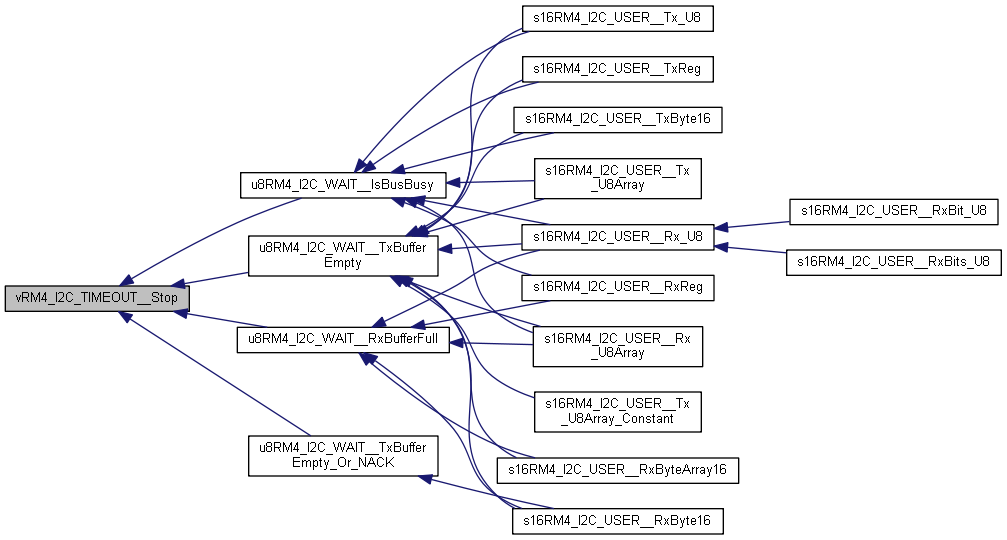 vRM4_I2C_TIMEOUT__Stop
u8RM4_I2C_WAIT__IsBusBusy
u8RM4_I2C_WAIT__TxBuffer
Empty
u8RM4_I2C_WAIT__RxBufferFull
u8RM4_I2C_WAIT__TxBuffer
Empty_Or_NACK
s16RM4_I2C_USER__Tx_U8
s16RM4_I2C_USER__TxReg
s16RM4_I2C_USER__TxByte16
s16RM4_I2C_USER__Tx
_U8Array
s16RM4_I2C_USER__Rx_U8
s16RM4_I2C_USER__RxReg
s16RM4_I2C_USER__Rx
_U8Array
s16RM4_I2C_USER__Tx
_U8Array_Constant
s16RM4_I2C_USER__RxByteArray16
s16RM4_I2C_USER__RxByte16
s16RM4_I2C_USER__RxBit_U8
s16RM4_I2C_USER__RxBits_U8